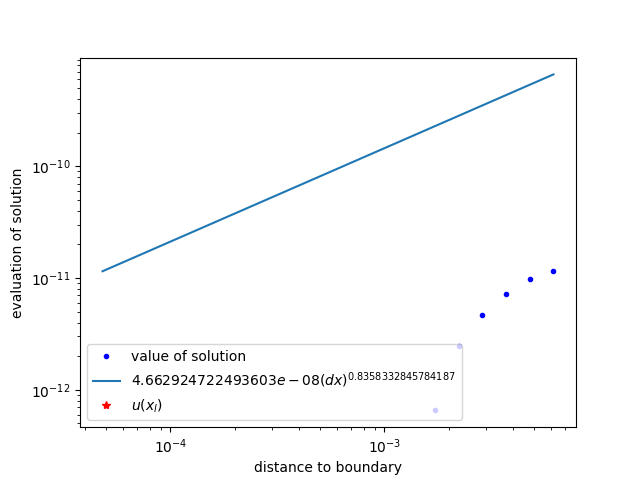 10⁻¹⁰
10⁻¹¹
10⁻¹²
evaluation of solution
value of solution
4.662924722493603e − 08(dx)^0.8358332845784187
u(x_l)
10⁻⁴
10⁻³
distance to boundary